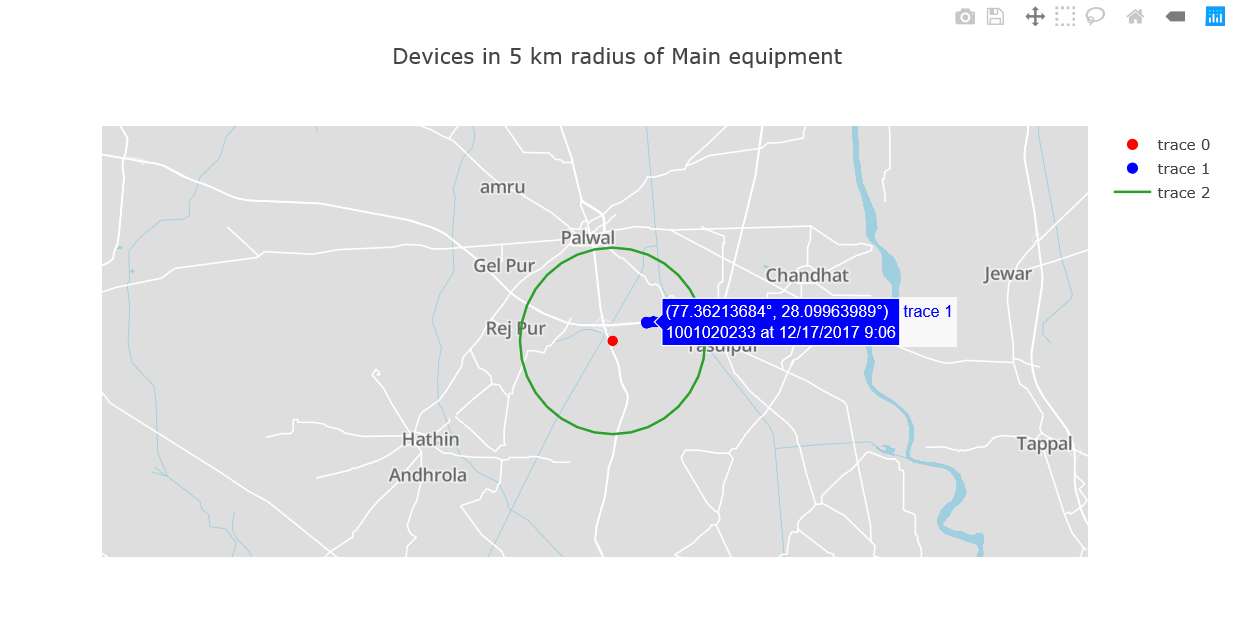 Devices in 5 km radius of Main equipment
trace 0
trace 1
trace 2
amru
Palwal
Gel Pur
Chandhat
Jewar
(77.36213684°, 28.09963989°)
trace 1
1001020233 at 12/17/2017 9:06
Rej Pur
Hathin
Tappal
Andhrola